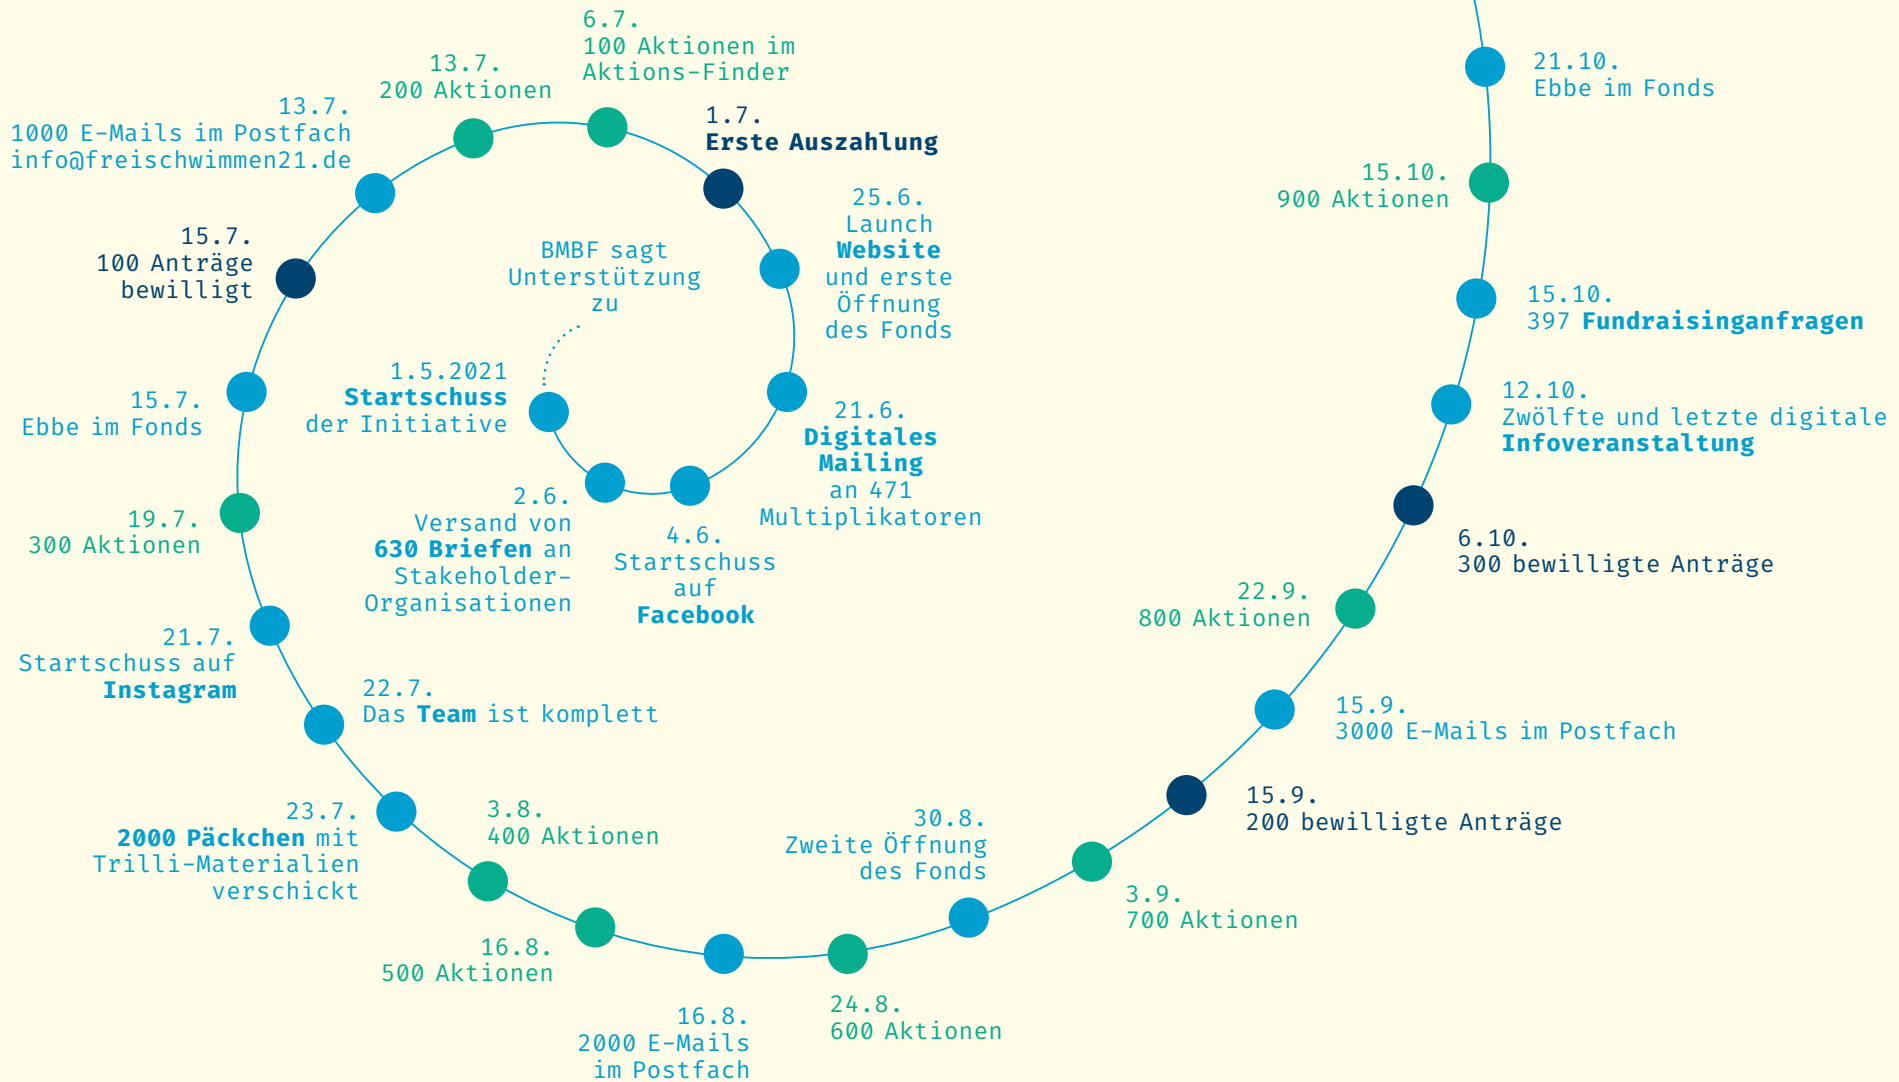 BMBF sagt
Unterstützung
zu
1.5.2021
Startschuss
der Initiative
2.6.
Versand von
630 Briefen an
Stakeholder-
Organisationen
4.6.
Startschuss
auf
Facebook
21.6.
Digitales
Mailing
an 471
Multiplikatoren
25.6.
Launch
Website
und erste
Öffnung
des Fonds
1.7.
Erste Auszahlung
6.7.
100 Aktionen im
Aktions-Finder
13.7.
200 Aktionen
13.7.
1000 E-Mails im Postfach
info@freischwimmen21.de
15.7.
100 Anträge
bewilligt
15.7.
Ebbe im Fonds
19.7.
300 Aktionen
21.7.
Startschuss auf
Instagram
22.7.
Das Team ist komplett
23.7.
2000 Päckchen mit
Trilli-Materialien
verschickt
3.8.
400 Aktionen
16.8.
500 Aktionen
16.8.
2000 E-Mails
im Postfach
24.8.
600 Aktionen
30.8.
Zweite Öffnung
des Fonds
3.9.
700 Aktionen
15.9.
200 bewilligte Anträge
15.9.
3000 E-Mails im Postfach
22.9.
800 Aktionen
6.10.
300 bewilligte Anträge
12.10.
Zwölfte und letzte digitale
Infoveranstaltung
15.10.
397 Fundraisinganfragen
15.10.
900 Aktionen
21.10.
Ebbe im Fonds